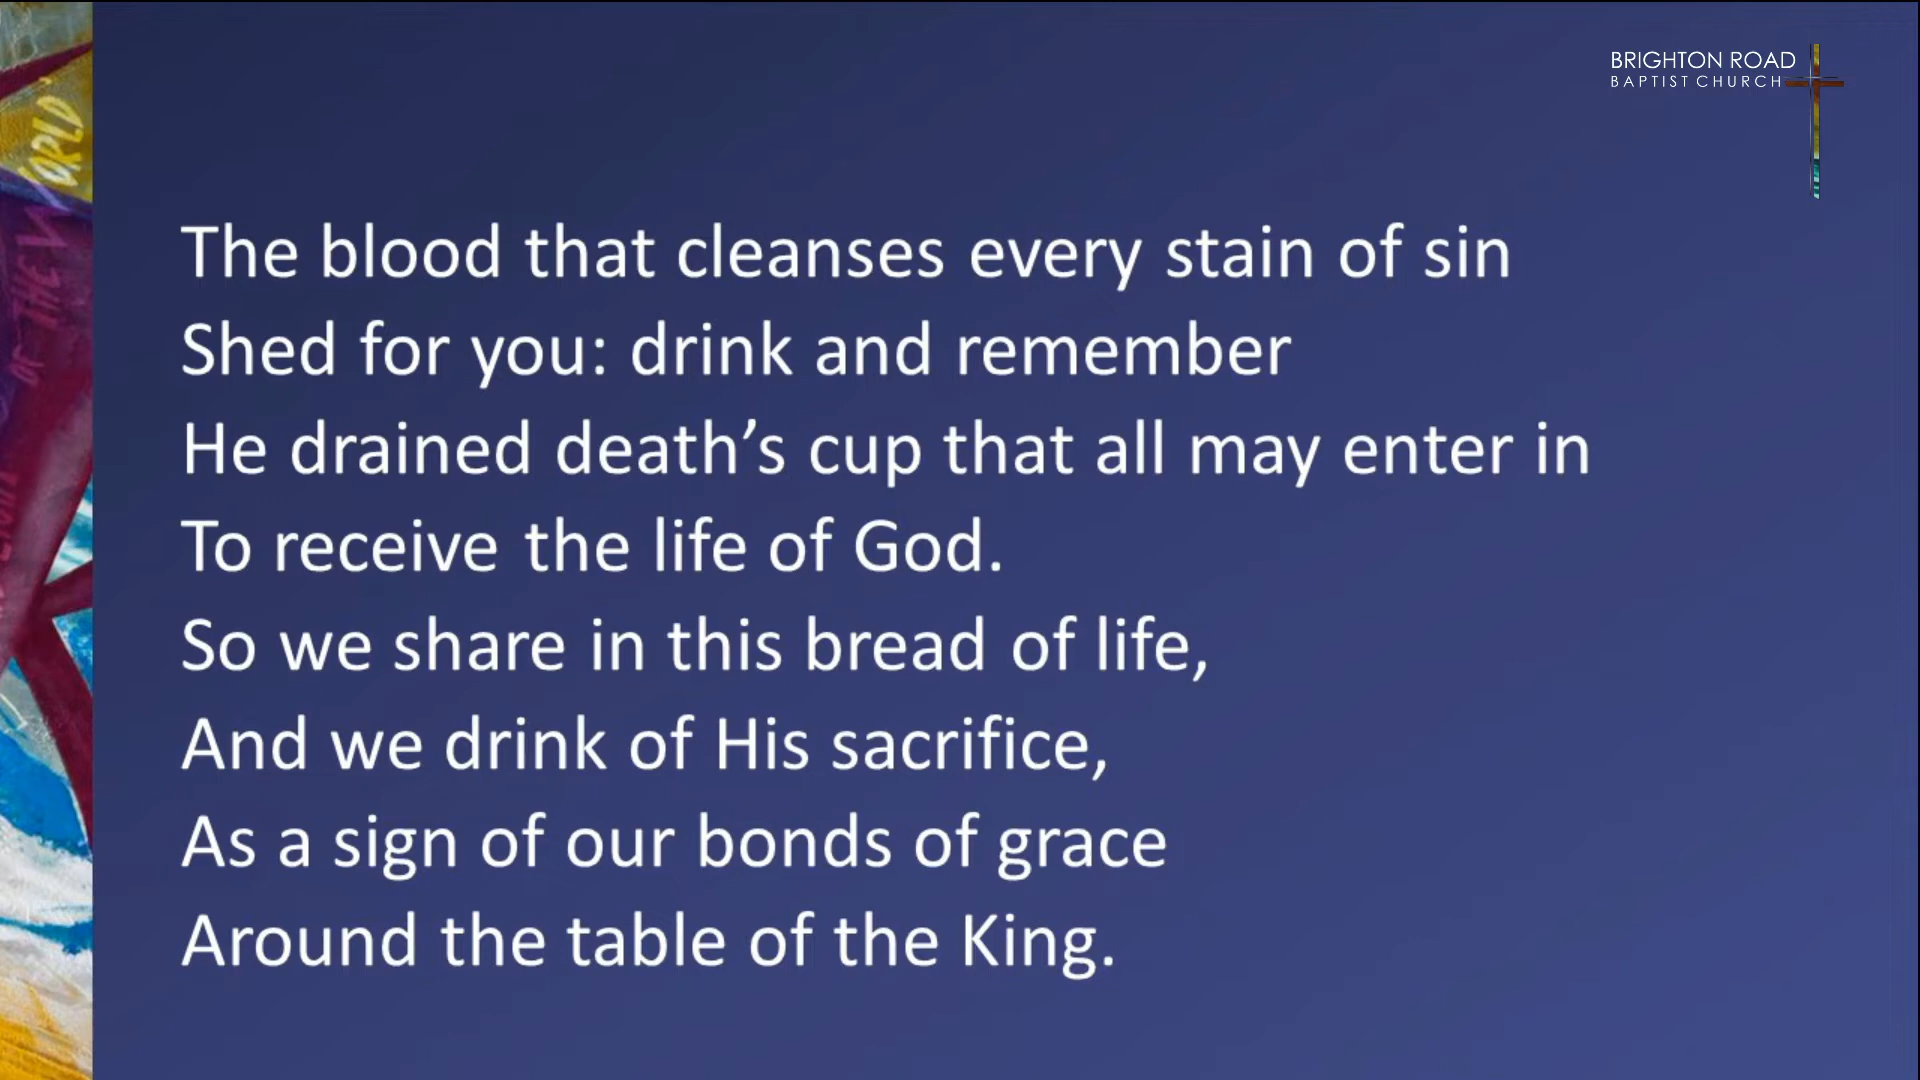 BRIGHTON ROAD
BAPTIST CHURCH
The blood that cleanses every stain of sin
Shed for you: drink and remember
He drained death’s cup that all may enter in
To receive the life of God.
So we share in this bread of life,
And we drink of His sacrifice,
As a sign of our bonds of grace
Around the table of the King.
OF THE